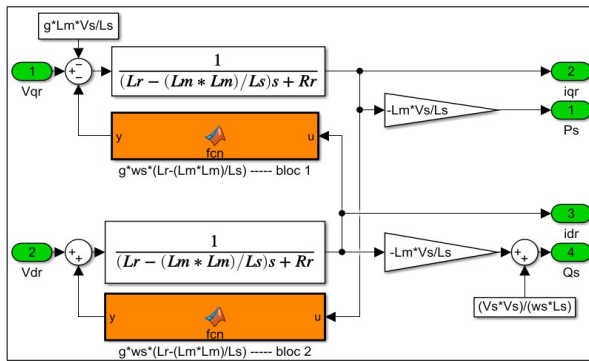 g*Lm*Vs/Ls
1
Vqr
+
−
−
1
(Lr − (Lm * Lm)/Ls)s + Rr
2
iqr
-Lm*Vs/Ls
1
Ps
y
fcn
u
g*ws*(Lr-(Lm*Lm)/Ls) ----- bloc 1
3
idr
2
Vdr
+
+
1
(Lr − (Lm * Lm)/Ls)s + Rr
-Lm*Vs/Ls
+
+
4
Qs
y
fcn
u
(Vs*Vs)/(ws*Ls)
g*ws*(Lr-(Lm*Lm)/Ls) ----- bloc 2